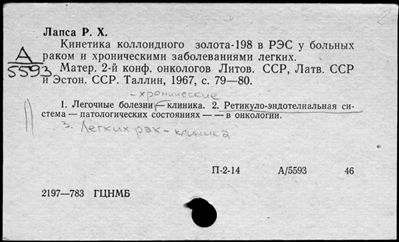 Лапса Р. Х.
Кинетика коллоидного золота-198 в РЭС у больных
раком и хроническими заболеваниями легких.
А
5593
Матер. 2-й конф. онкологов Литов. ССР, Латв. ССР
и Эстон. ССР. Таллин, 1967, с. 79—80.
-хронические
1. Легочные болезни — клиника. 2. Ретикуло-эндотелиальная си-
стема — патологических состояниях — — в онкологии.
3. Легких рак - клиника
П-2-14 А/5593 46
2197—783 ГЦНМБ